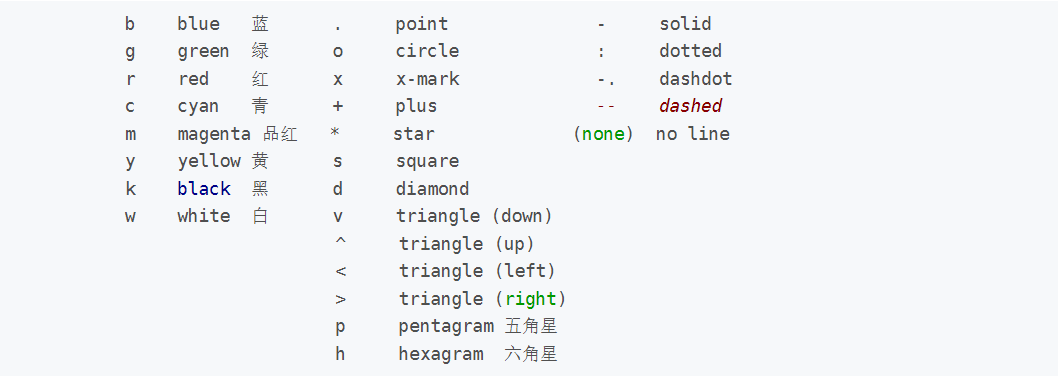 b blue 蓝 . point - solid
g green 绿 o circle : dotted
r red 红 x x-mark -. dashdot
c cyan 青 + plus -- dashed
m magenta 品红 * star (none) no line
y yellow 黄 s square
k black 黑 d diamond
w white 白 v triangle (down)
^ triangle (up)
< triangle (left)
> triangle (right)
p pentagram 五角星
h hexagram 六角星